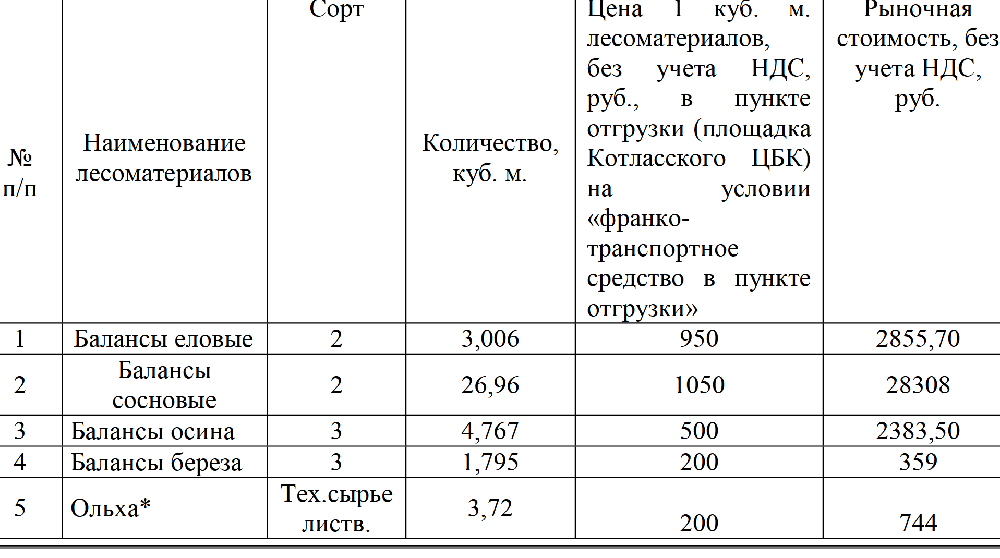 №
п/п
Наименование
лесоматериалов
Сорт
Количество,
куб. м.
Цена 1 куб. м.
лесоматериалов,
без учета НДС,
руб., в пункте
отгрузки (площадка
Котласского ЦБК)
на условии
«франко-
транспортное
средство в пункте
отгрузки»
Рыночная
стоимость, без
учета НДС,
руб.
1 Балансы еловые 2 3,006 950 2855,70
2 Балансы
сосновые 2 26,96 1050 28308
3 Балансы осина 3 4,767 500 2383,50
4 Балансы береза 3 1,795 200 359
5 Ольха* Тех.сырье
листв. 3,72 200 744